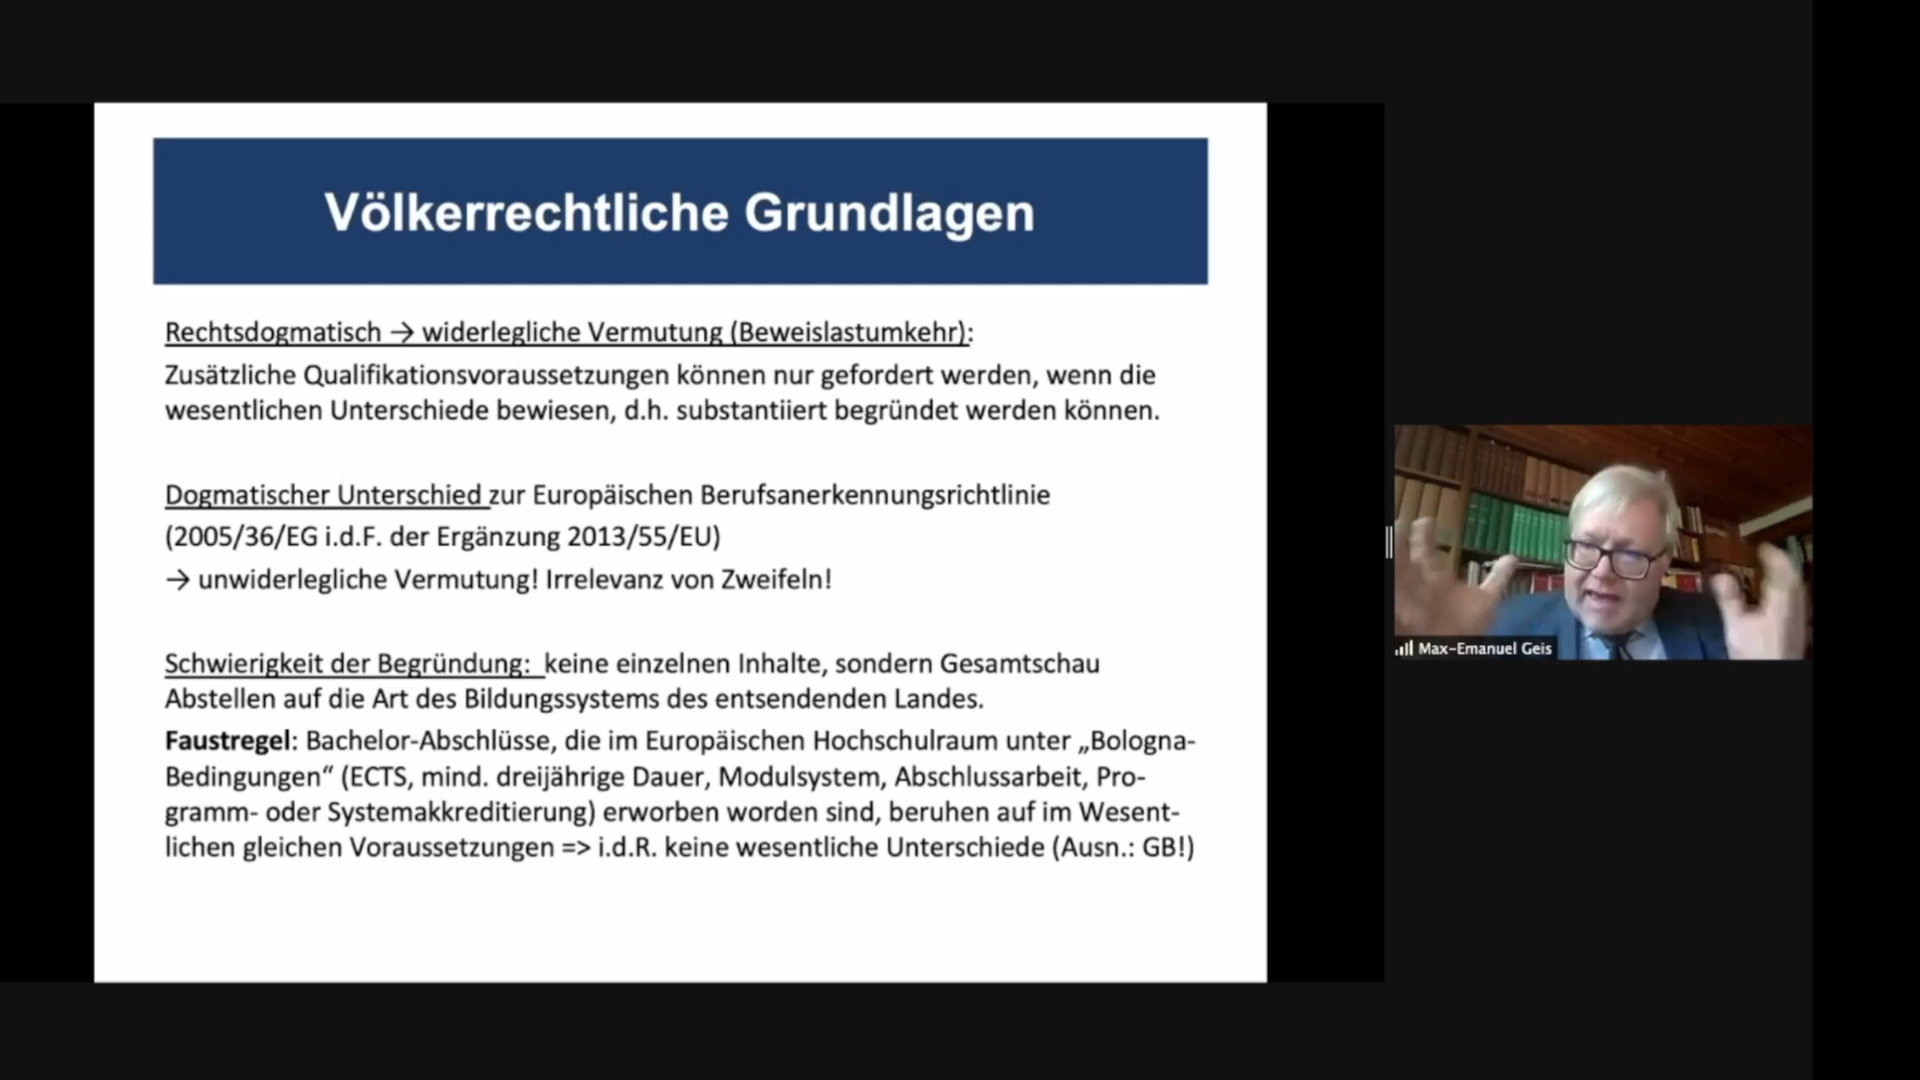 Völkerrechtliche Grundlagen
Rechtsdogmatisch → widerlegliche Vermutung (Beweislastumkehr):
Zusätzliche Qualifikationsvoraussetzungen können nur gefordert werden, wenn die
wesentlichen Unterschiede bewiesen, d.h. substantiiert begründet werden können.
Dogmatischer Unterschied zur Europäischen Berufsanerkennungsrichtlinie
(2005/36/EG i.d.F. der Ergänzung 2013/55/EU)
→ unwiderlegliche Vermutung! Irrelevanz von Zweifeln!
Schwierigkeit der Begründung: keine einzelnen Inhalte, sondern Gesamtschau
Abstellen auf die Art des Bildungssystems des entsendenden Landes.
Faustregel: Bachelor-Abschlüsse, die im Europäischen Hochschulraum unter „Bologna-
Bedingungen“ (ECTS, mind. dreijährige Dauer, Modulsystem, Abschlussarbeit, Pro-
gramm- oder Systemakkreditierung) erworben worden sind, beruhen auf im Wesent-
lichen gleichen Voraussetzungen => i.d.R. keine wesentliche Unterschiede (Ausn.: GB!)
Max-Emanuel Geis